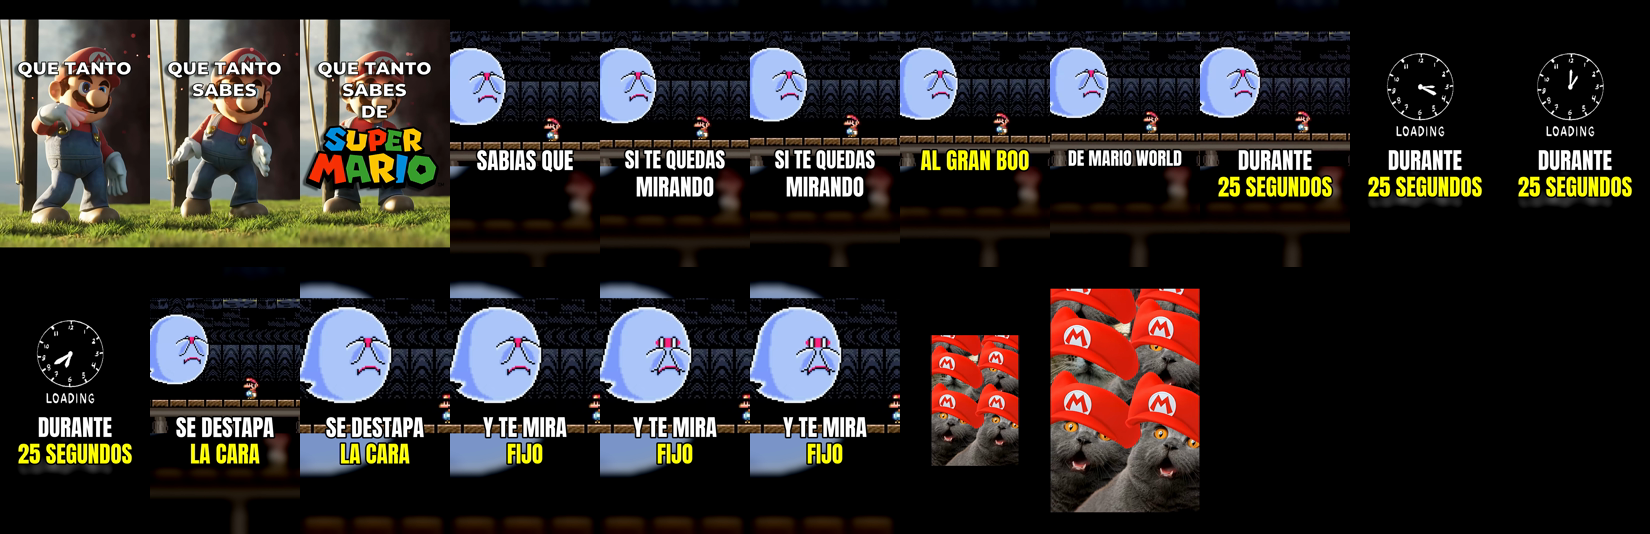 QUE TANTO
QUE TANTO
SABES
QUE TANTO
SABES
DE
SUPER
MARIO
SABIAS QUE
SI TE QUEDAS
MIRANDO
SI TE QUEDAS
MIRANDO
AL GRAN BOO
DE MARIO WORLD
DURANTE
25 SEGUNDOS
LOADING
DURANTE
25 SEGUNDOS
LOADING
DURANTE
25 SEGUNDOS
LOADING
DURANTE
25 SEGUNDOS
SE DESTAPA
LA CARA
SE DESTAPA
LA CARA
Y TE MIRA
FIJO
Y TE MIRA
FIJO
Y TE MIRA
FIJO